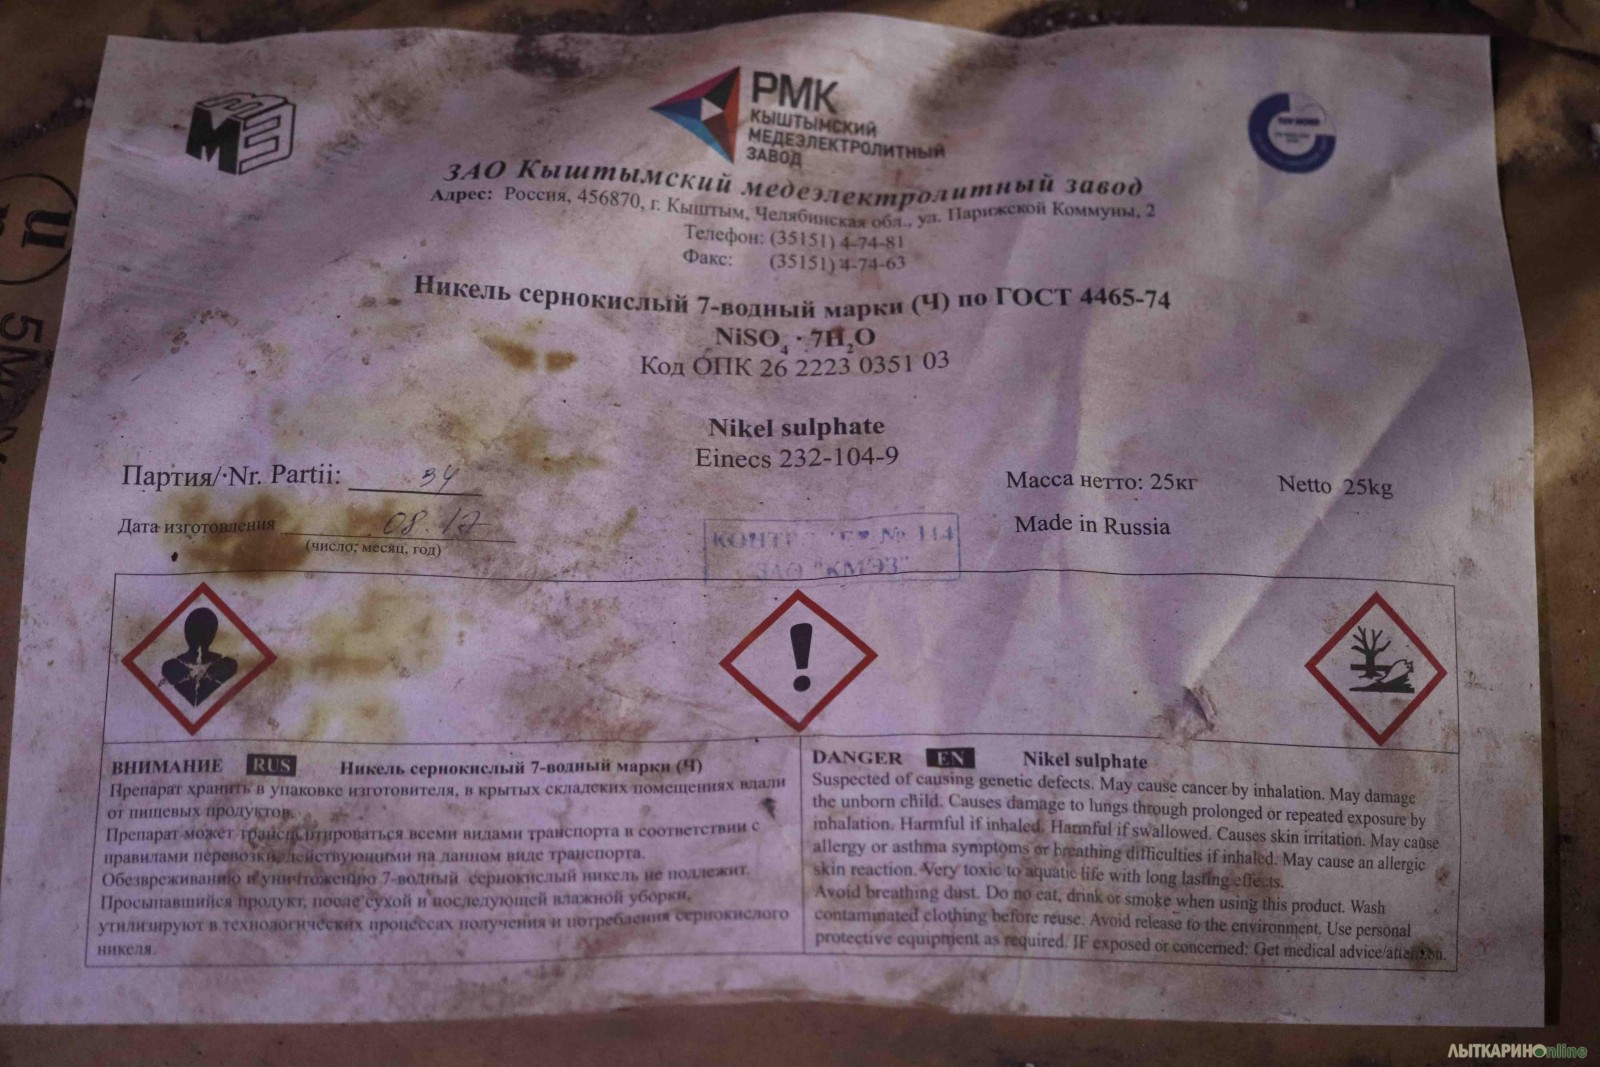 МЭЗ
РМК
КЫШТЫМСКИЙ
МЕДЕЭЛЕКТРОЛИТНЫЙ
ЗАВОД
ЗАО Кыштымский медеэлектролитный завод
Адрес: Россия, 456870, г. Кыштым, Челябинская обл., ул. Парижской Коммуны, 2
Телефон: (35151) 4-74-81
Факс: (35151) 4-74-63
Никель сернокислый 7-водный марки (Ч) по ГОСТ 4465-74
NiSO₄ · 7H₂O
Код ОПК 26 2223 0351 03
Nikel sulphate
Einecs 232-104-9
Партия/·Nr. Partii: 34
Масса нетто: 25кг Netto 25kg
Дата изготовления 08.17
(число, месяц, год)
Made in Russia
№ 114
ЗАО "КМЭЗ"
ВНИМАНИЕ RUS Никель сернокислый 7-водный марки (Ч)
Препарат хранить в упаковке изготовителя, в крытых складских помещениях вдали
от пищевых продуктов.
Препарат может транспортироваться всеми видами транспорта в соответствии с
правилами перевозки, действующими на данном виде транспорта.
Обезвреживанию и уничтожению 7-водный сернокислый никель не подлежит.
Просыпавшийся продукт, после сухой и последующей влажной уборки,
утилизируют в технологических процессах получения и потребления сернокислого
никеля.
DANGER EN Nikel sulphate
Suspected of causing genetic defects. May cause cancer by inhalation. May damage
the unborn child. Causes damage to lungs through prolonged or repeated exposure by
inhalation. Harmful if inhaled. Harmful if swallowed. Causes skin irritation. May cause
allergy or asthma symptoms or breathing difficulties if inhaled. May cause an allergic
skin reaction. Very toxic to aquatic life with long lasting effects.
Avoid breathing dust. Do no eat, drink or smoke when using this product. Wash
contaminated clothing before reuse. Avoid release to the environment. Use personal
protective equipment as required. IF exposed or concerned: Get medical advice/attention.
ЛЫТКАРИНОonline